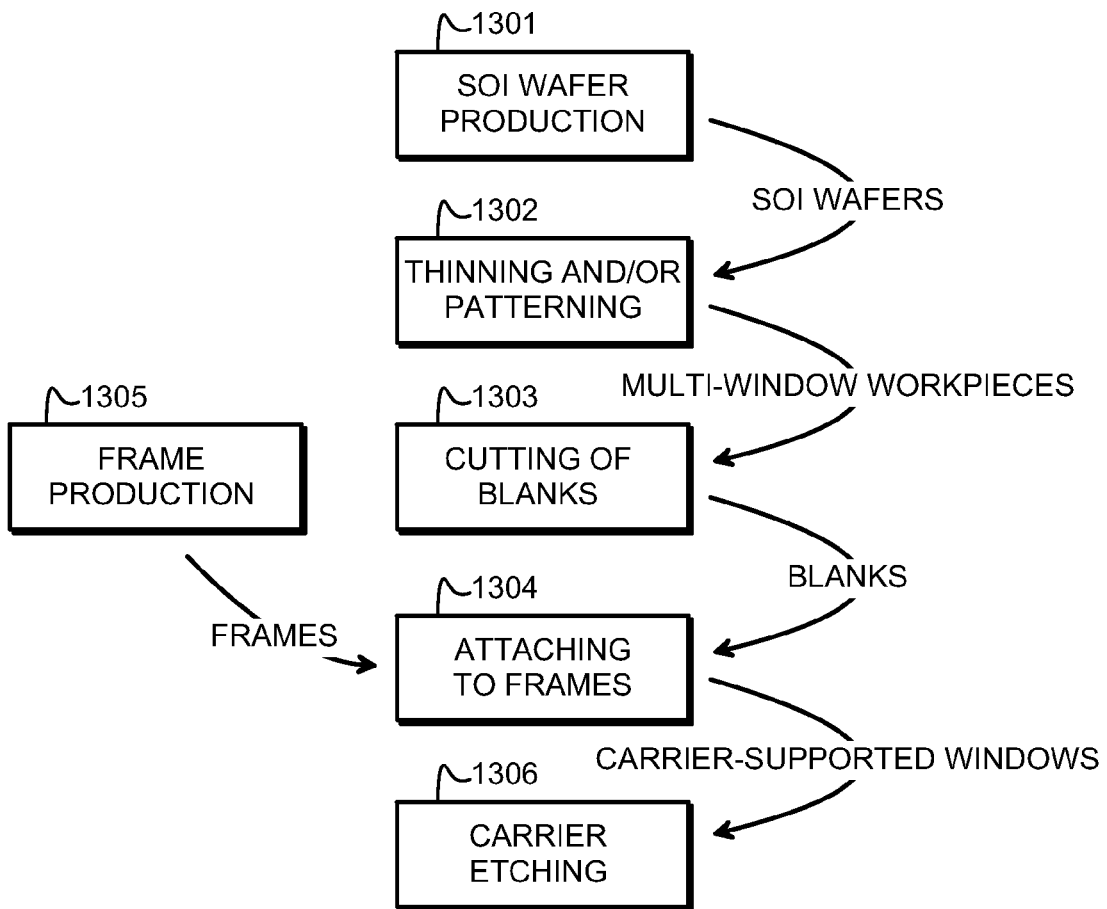 1301
SOI WAFER
PRODUCTION
SOI WAFERS
1302
THINNING AND/OR
PATTERNING
MULTI-WINDOW WORKPIECES
1305
FRAME
PRODUCTION
1303
CUTTING OF
BLANKS
BLANKS
1304
FRAMES
ATTACHING
TO FRAMES
CARRIER-SUPPORTED WINDOWS
1306
CARRIER
ETCHING